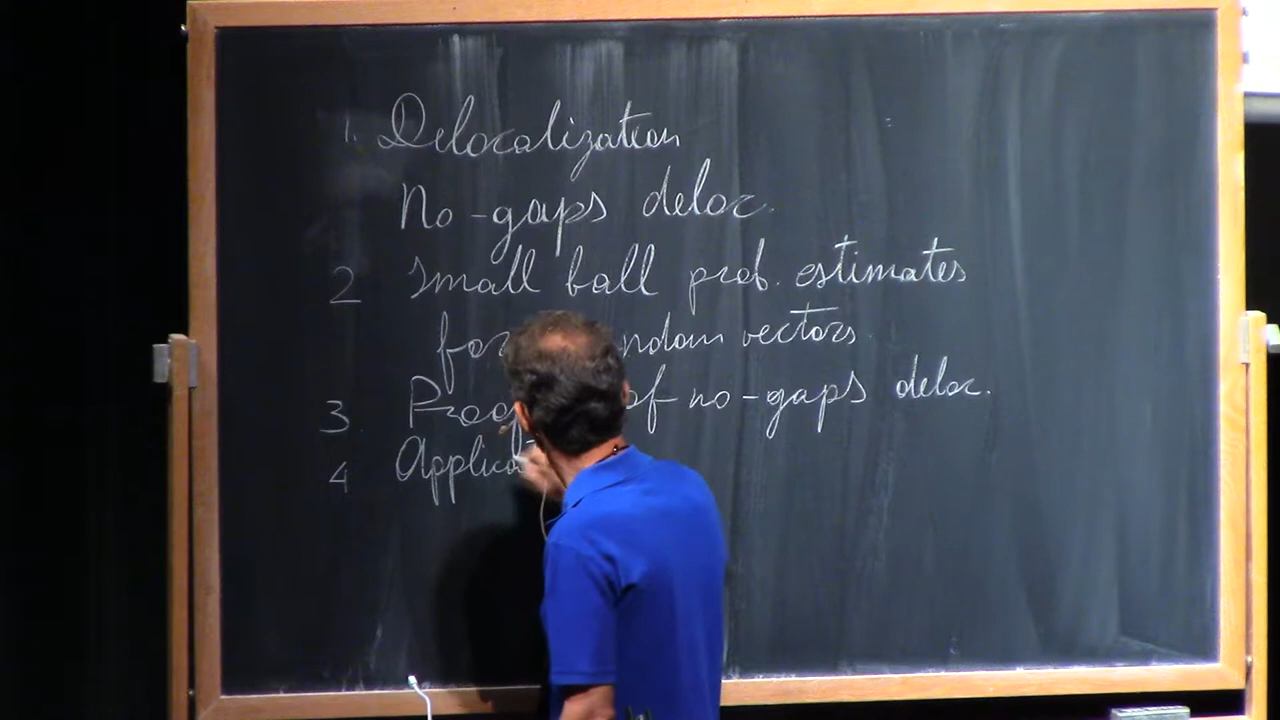 1. Delocalization
No-gaps deloc.
2 Small ball prob. estimates
for ndom vectors.
3. Proof of no-gaps deloc.
4 Applica